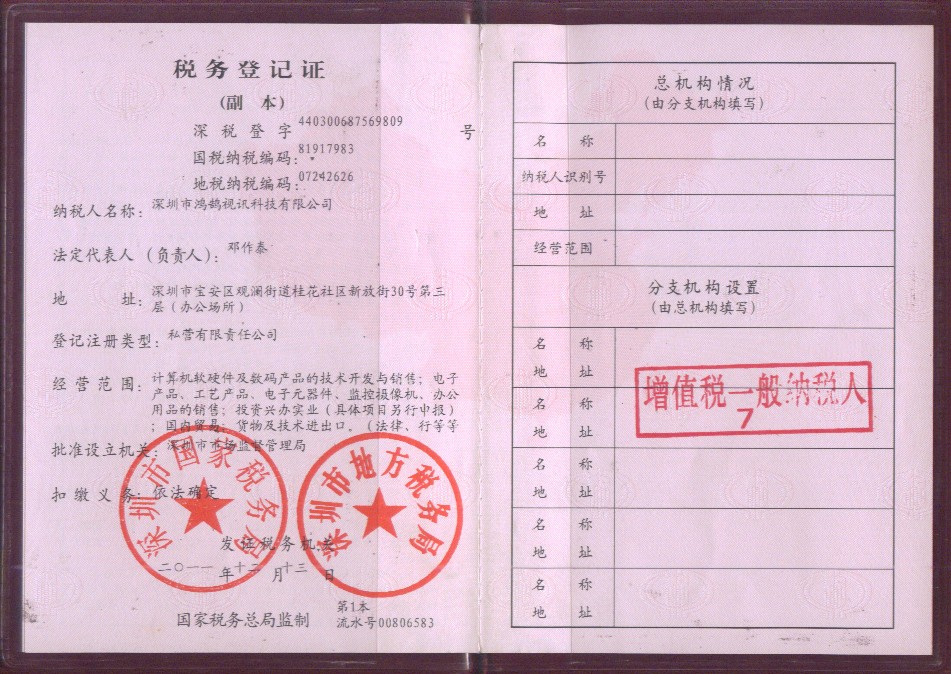 税务登记证
(副 本)
深税登字 440300687569809 号
国税纳税编码: 81917983
地税纳税编码: 07242626
纳税人名称: 深圳市鸿鹄视讯科技有限公司
法定代表人(负责人): 邓作泰
地 址: 深圳市宝安区观澜街道桂花社区新放街30号第三
层(办公场所)
登记注册类型: 私营有限责任公司
经营范围: 计算机软硬件及数码产品的技术开发与销售; 电子
产品、工艺产品、电子元器件、监控摄像机、办公
用品的销售; 投资兴办实业(具体项目另行申报)
; 国内贸易; 货物及技术进出口。(法律、行等等
批准设立机关: 深圳市市场监督管理局
扣缴义务: 依法确定
深圳市国家税务局
深圳市地方税务局
发证税务机关
二〇一一年十二月十三日
国家税务总局监制
第1本
流水号00806583
总机构情况
(由分支机构填写)
名 称
纳税人识别号
地 址
经营范围
分支机构设置
(由总机构填写)
名 称
地 址
名 称
地 址
名 称
地 址
名 称
地 址
名 称
地 址
增值税一般纳税人
7